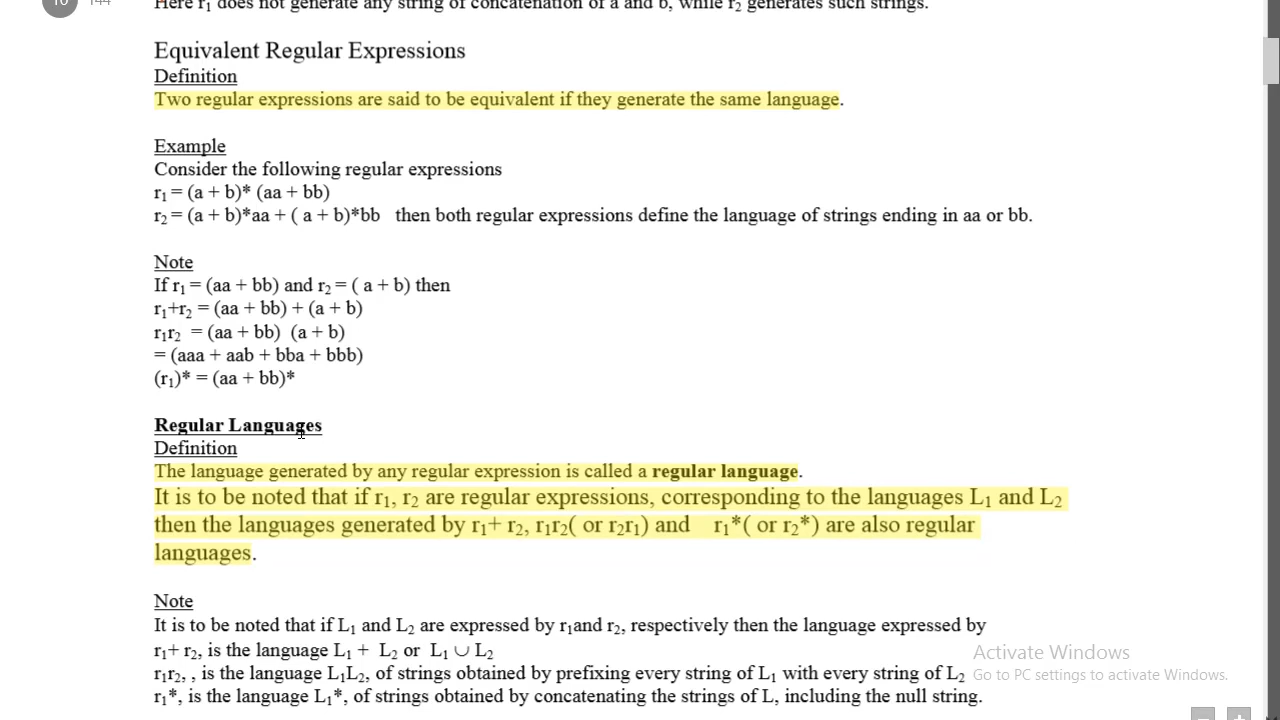 10 144
Here r₁ does not generate any string of concatenation of a and b, while r₂ generates such strings.
Equivalent Regular Expressions
Definition
Two regular expressions are said to be equivalent if they generate the same language.
Example
Consider the following regular expressions
r₁ = (a + b)* (aa + bb)
r₂ = (a + b)*aa + ( a + b)*bb then both regular expressions define the language of strings ending in aa or bb.
Note
If r₁ = (aa + bb) and r₂ = ( a + b) then
r₁+r₂ = (aa + bb) + (a + b)
r₁r₂ = (aa + bb) (a + b)
= (aaa + aab + bba + bbb)
(r₁)* = (aa + bb)*
Regular Languages
Definition
The language generated by any regular expression is called a regular language.
It is to be noted that if r₁, r₂ are regular expressions, corresponding to the languages L₁ and L₂
then the languages generated by r₁+ r₂, r₁r₂( or r₂r₁) and r₁*( or r₂*) are also regular
languages.
Note
It is to be noted that if L₁ and L₂ are expressed by r₁and r₂, respectively then the language expressed by
r₁+ r₂, is the language L₁ + L₂ or L₁ ∪ L₂
r₁r₂, , is the language L₁L₂, of strings obtained by prefixing every string of L₁ with every string of L₂
r₁*, is the language L₁*, of strings obtained by concatenating the strings of L, including the null string.
Activate Windows
Go to PC settings to activate Windows.